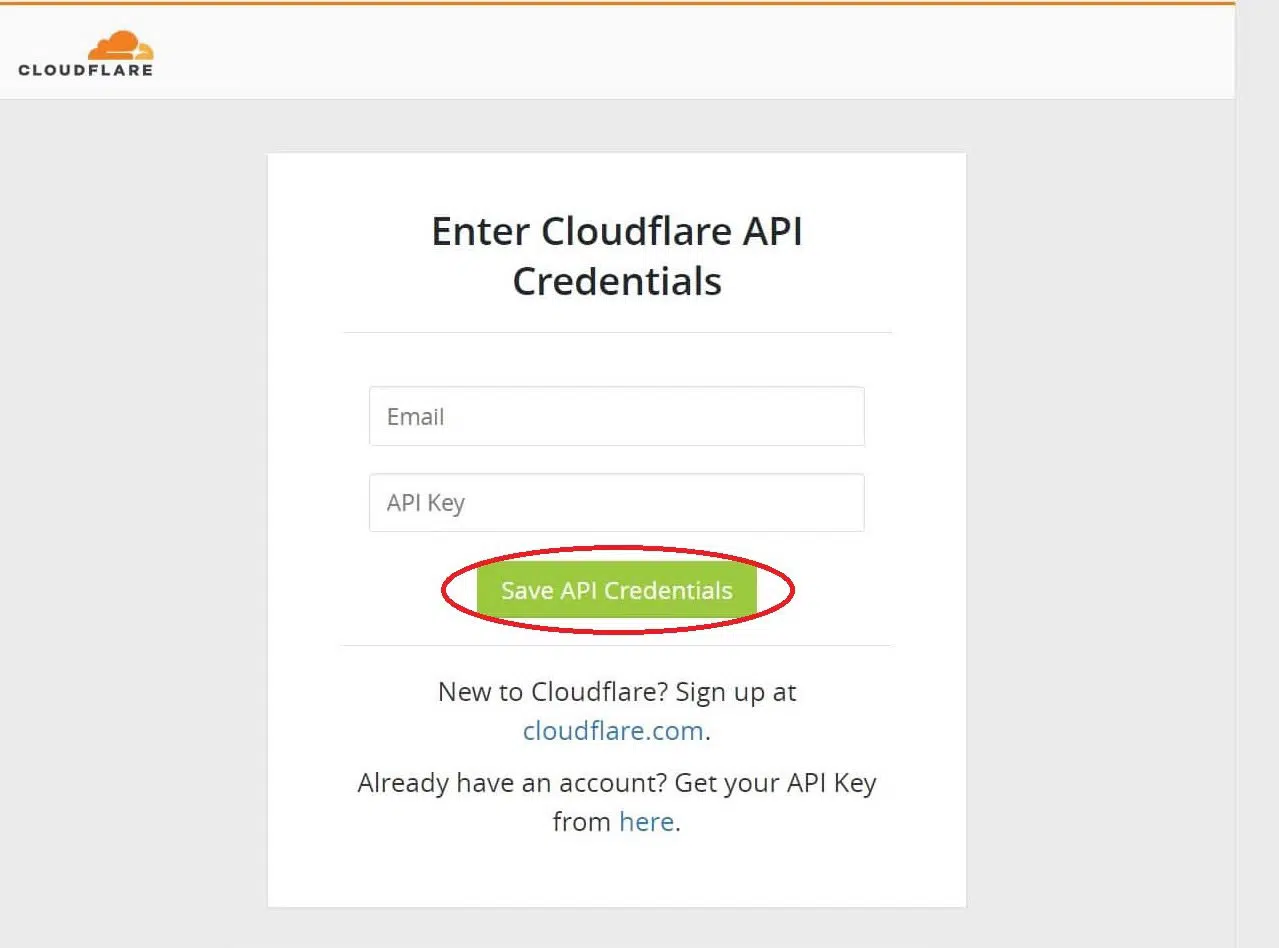 CLOUDFLARE
Enter Cloudflare API
Credentials
Email
API Key
Save API Credentials
New to Cloudflare? Sign up at
cloudflare.com.
Already have an account? Get your API Key
from here.